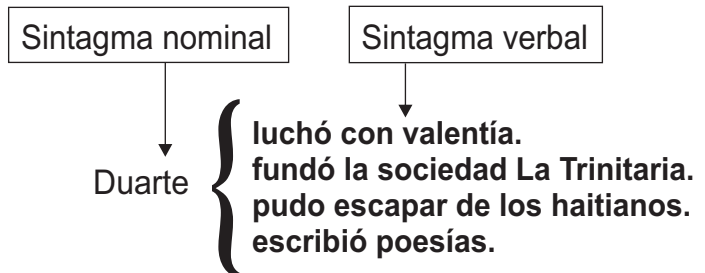 Sintagma nominal
Sintagma verbal
luchó con valentía.
fundó la sociedad La Trinitaria.
Duarte
pudo escapar de los haitianos.
escribió poesías.